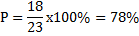 P = 18/23 x100% = 78%